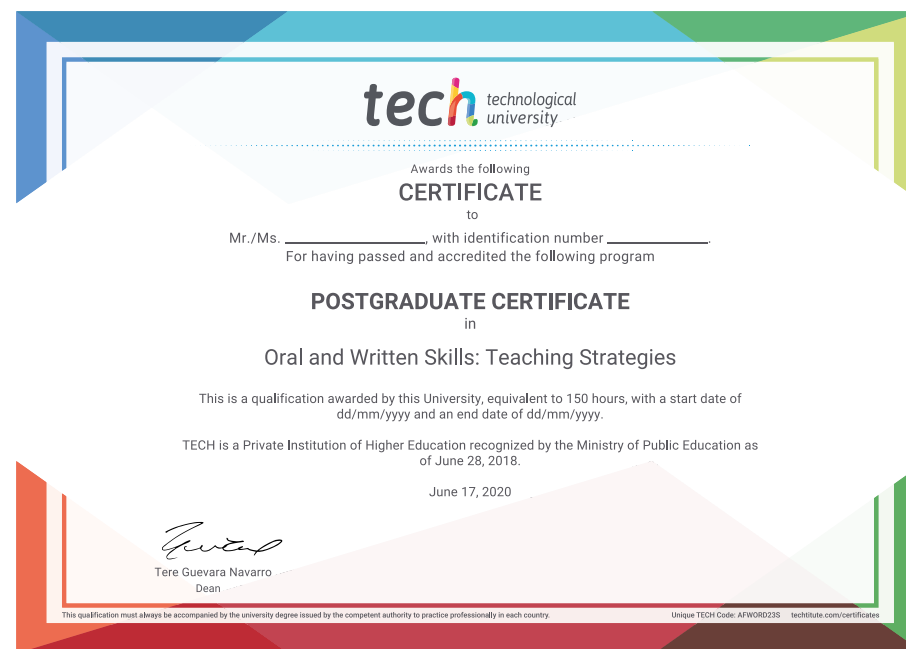 tech technological
university
Awards the following
CERTIFICATE
to
Mr./Ms. ____________________, with identification number ______________.
For having passed and accredited the following program
POSTGRADUATE CERTIFICATE
in
Oral and Written Skills: Teaching Strategies
This is a qualification awarded by this University, equivalent to 150 hours, with a start date of
dd/mm/yyyy and an end date of dd/mm/yyyy.
TECH is a Private Institution of Higher Education recognized by the Ministry of Public Education as
of June 28, 2018.
June 17, 2020
Tere Guevara Navarro
Dean
This qualification must always be accompanied by the university degree issued by the competent authority to practice professionally in each country.
Unique TECH Code: AFWORD23S techtitute.com/certificates